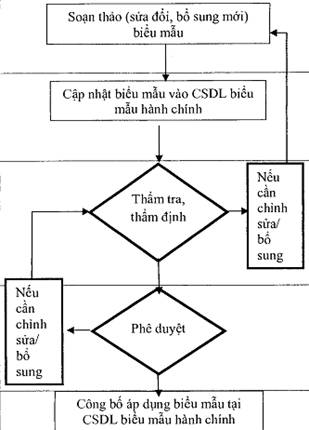 Soạn thảo (sửa đổi, bổ sung mới)
biểu mẫu
Cập nhật biểu mẫu vào CSDL biểu
mẫu hành chính
Thẩm tra,
thẩm định
Nếu
cần
chỉnh
sửa/
bổ
sung
Nếu
cần
chỉnh
sửa/
bổ
sung
Phê duyệt
Công bố áp dụng biểu mẫu tại
CSDL biểu mẫu hành chính